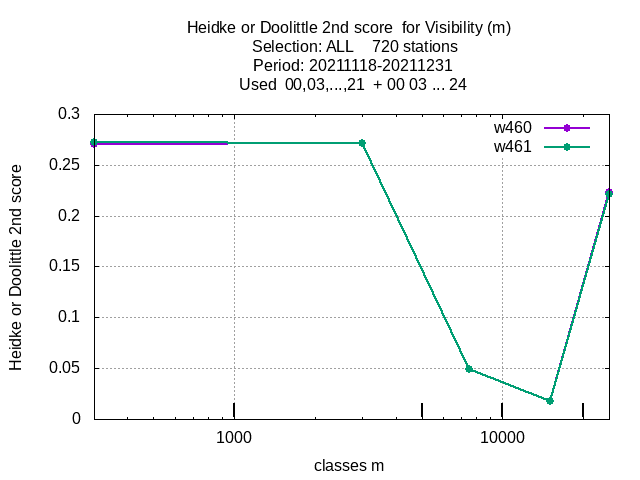 Heidke or Doolittle 2nd score  for Visibility (m)
Selection: ALL    720 stations
Period: 20211118-20211231
Used  00,03,...,21  + 00 03 ... 24
w460
w461
0.3
0.25
0.2
0.15
0.1
0.05
0
Heidke or Doolittle 2nd score
1000
10000
classes m